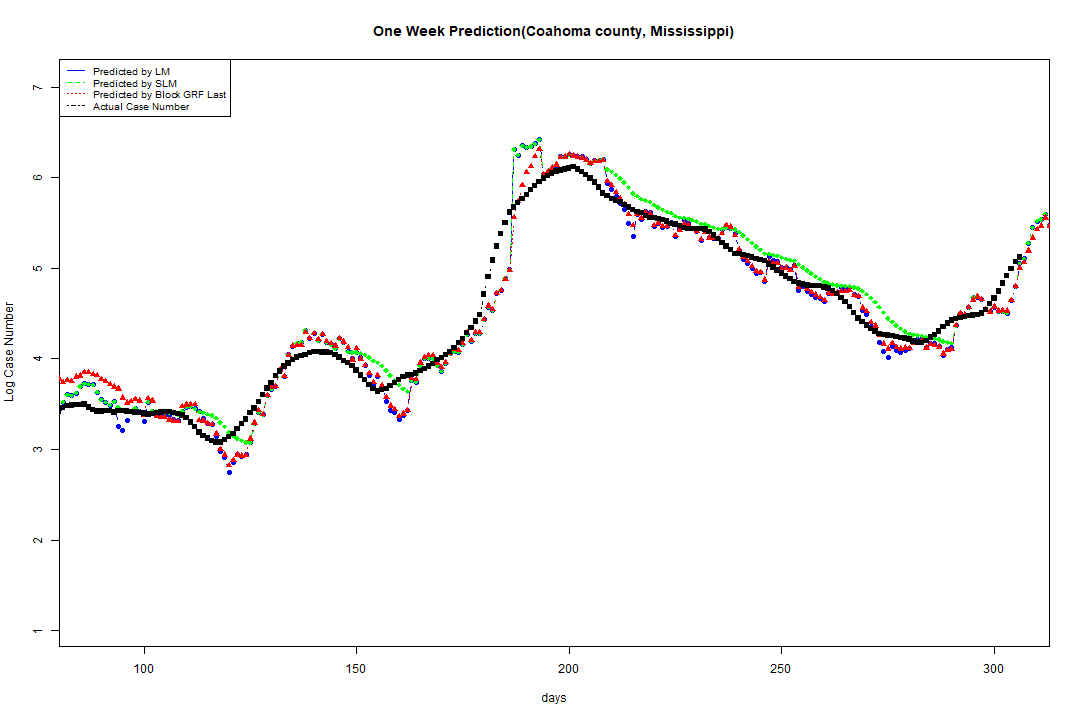 One Week Prediction(Coahoma county, Mississippi)
Predicted by LM
Predicted by SLM
Predicted by Block GRF Last
Actual Case Number
7
6
5
4
3
2
1
Log Case Number
100 150 200 250 300
days